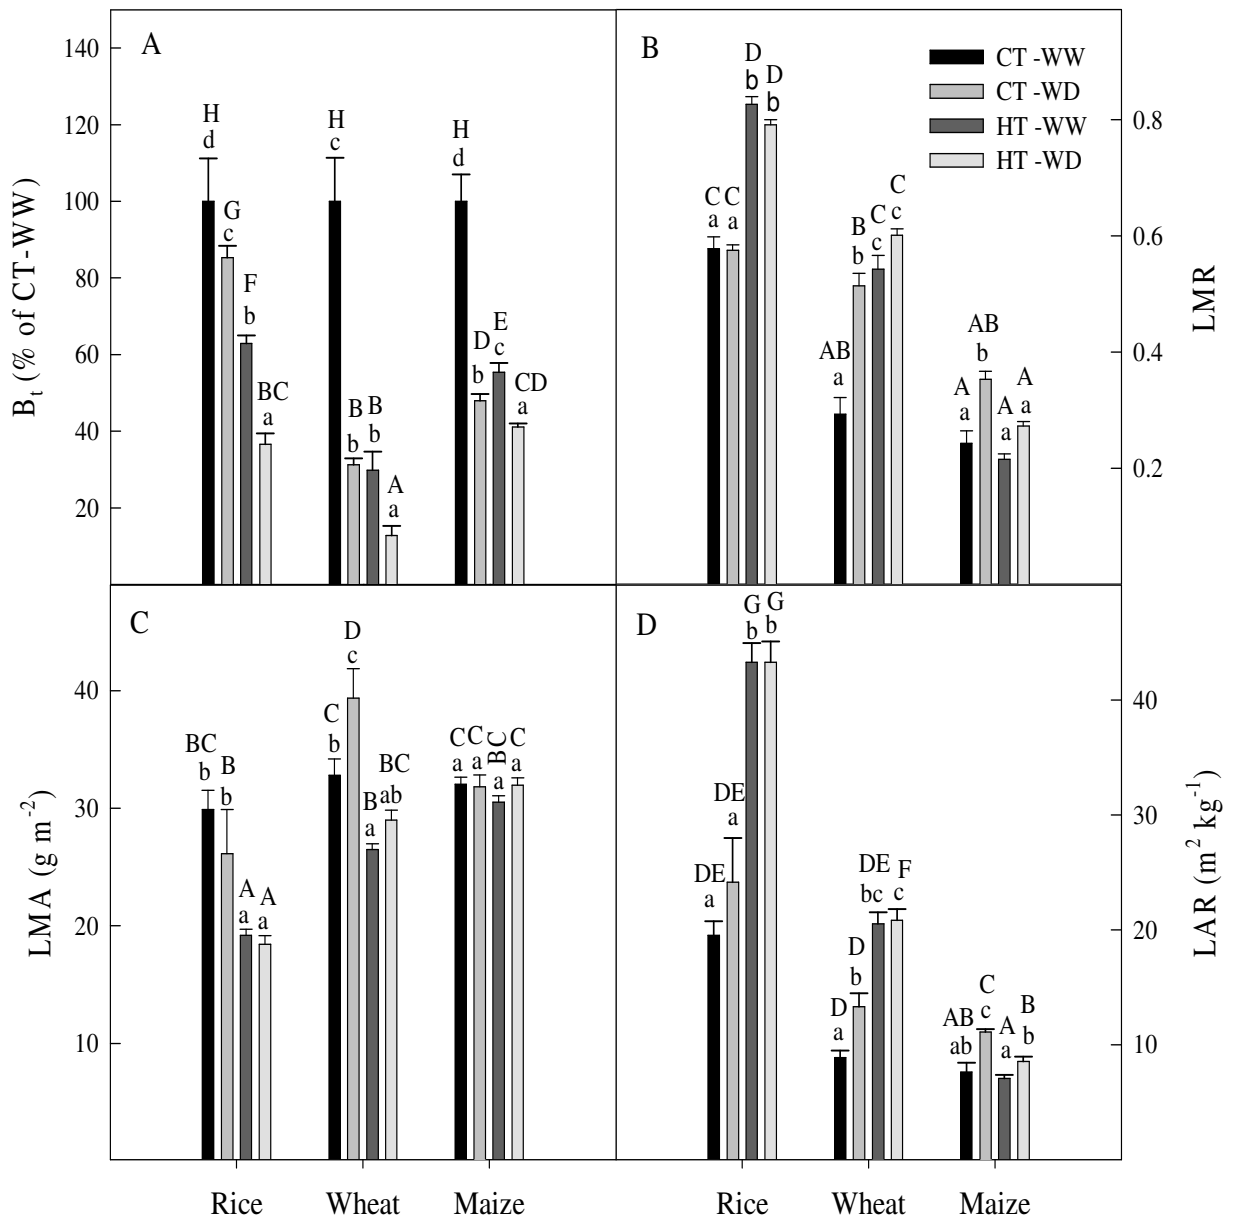 A
140
120
100
80
60
40
20
B_t (% of CT-WW)
H
d
G
c
F
b
BC
a
H
c
B
b
B
b
A
a
H
d
D
b
E
c
CD
a
B
CT -WW
CT -WD
HT -WW
HT -WD
0.8
0.6
0.4
0.2
LMR
C
a
C
a
D
b
D
b
AB
a
B
b
C
c
C
c
A
a
AB
b
A
a
A
a
C
40
30
20
10
LMA (g m⁻²)
BC
b
B
b
A
a
A
a
C
b
D
c
B
a
BC
ab
C
a
C
a
BC
a
C
a
Rice Wheat Maize
D
40
30
20
10
LAR (m² kg⁻¹)
DE
a
DE
a
G
b
G
b
D
a
D
b
DE
bc
F
c
AB
ab
C
c
A
a
B
b
Rice Wheat Maize